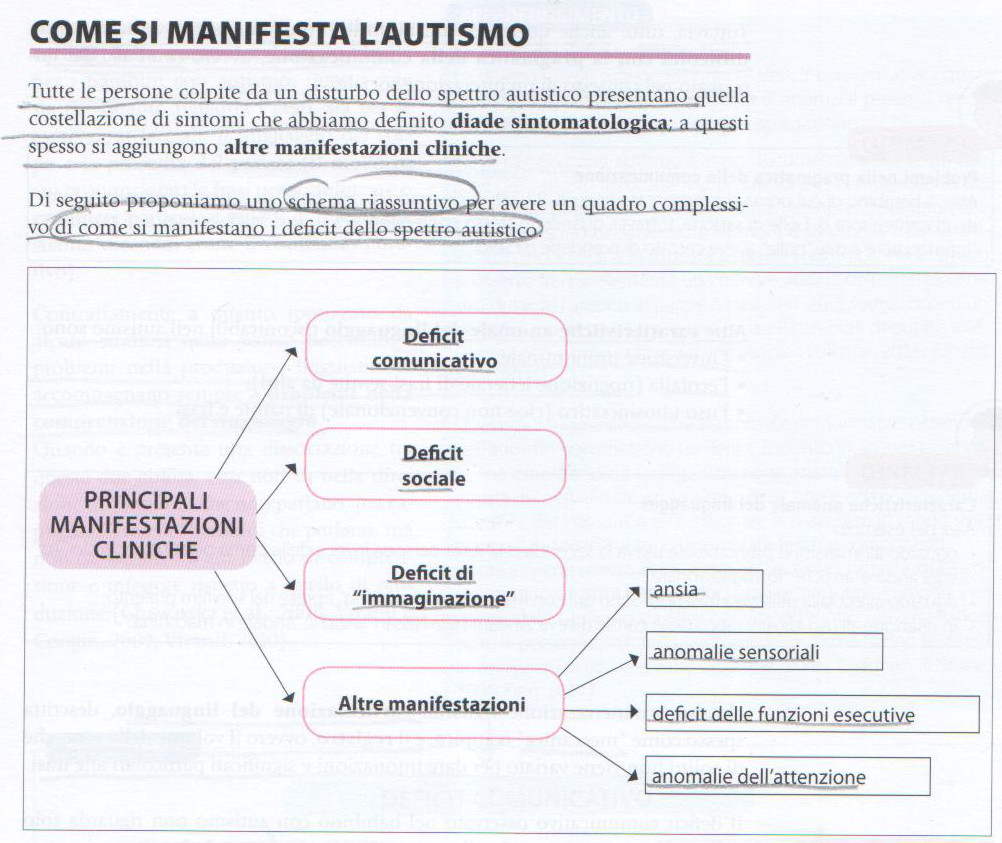 COME SI MANIFESTA L'AUTISMO
Tutte le persone colpite da un disturbo dello spettro autistico presentano quella
costellazione di sintomi che abbiamo definito diade sintomatologica; a questi
spesso si aggiungono altre manifestazioni cliniche.
Di seguito proponiamo uno schema riassuntivo per avere un quadro complessi-
vo di come si manifestano i deficit dello spettro autistico.
Deficit
comunicativo
Deficit
sociale
PRINCIPALI
MANIFESTAZIONI
CLINICHE
Deficit di
“immaginazione”
Altre manifestazioni
ansia
anomalie sensoriali
deficit delle funzioni esecutive
anomalie dell'attenzione